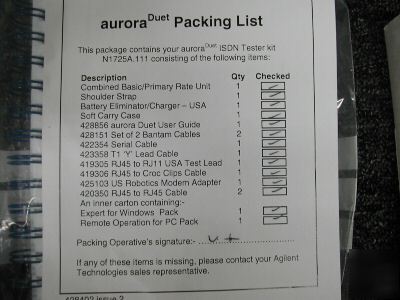 aurora Duet Packing List
This package contains your aurora Duet ISDN Tester kit
N1725A.111 consisting of the following items:
Description Qty Checked
Combined Basic/Primary Rate Unit 1
Shoulder Strap 1
Battery Eliminator/Charger – USA 1
Soft Carry Case 1
428856 aurora Duet User Guide 1
428151 Set of 2 Bantam Cables 2
422354 Serial Cable 1
423358 T1 'Y' Lead Cable 1
419305 RJ45 to RJ11 USA Test Lead 1
419306 RJ45 to Croc Clips Cable 1
425103 US Robotics Modem Adapter 1
420350 RJ45 to RJ45 Cable 2
An inner carton containing:-
Expert for Windows Pack 1
Remote Operation for PC Pack 1
Packing Operative's signature:-
If any of these items is missing, please contact your Agilent
Technologies sales representative.
428402 issue 2